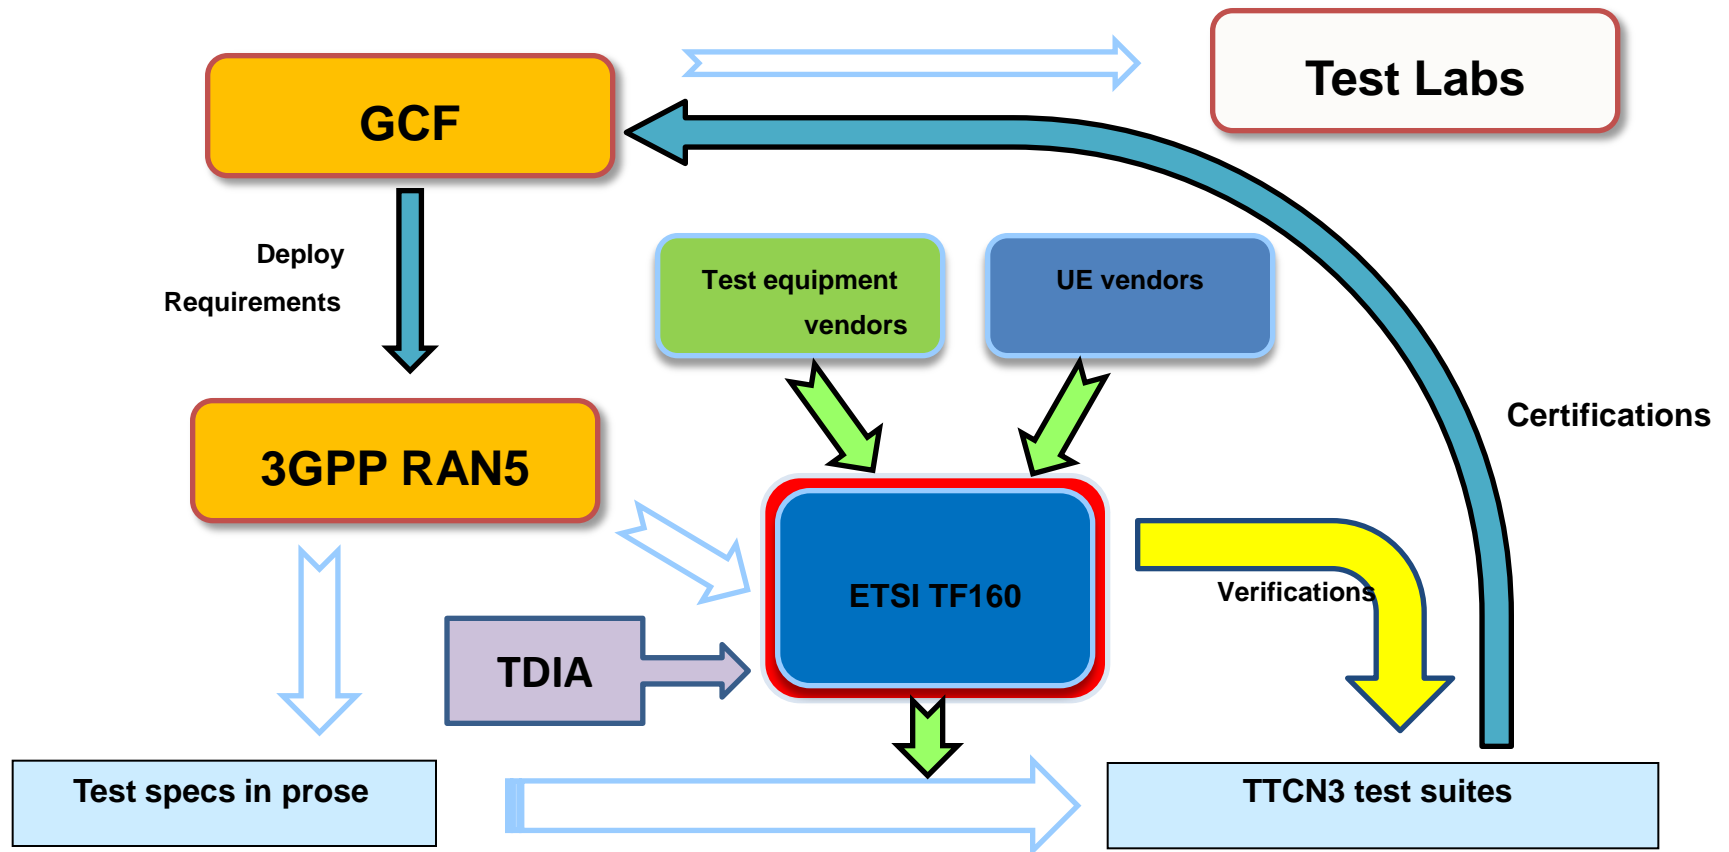 Test Labs
GCF
Deploy
Requirements
Test equipment
vendors
UE vendors
Certifications
3GPP RAN5
ETSI TF160
Verifications
TDIA
Test specs in prose
TTCN3 test suites